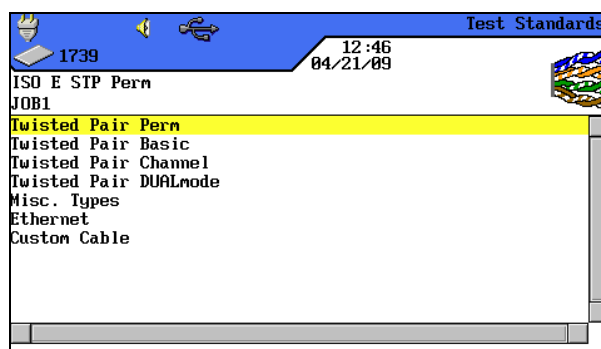 Test Standards
1739
12:46
04/21/09
ISO E STP Perm
JOB1
Twisted Pair Perm
Twisted Pair Basic
Twisted Pair Channel
Twisted Pair DUALmode
Misc. Types
Ethernet
Custom Cable